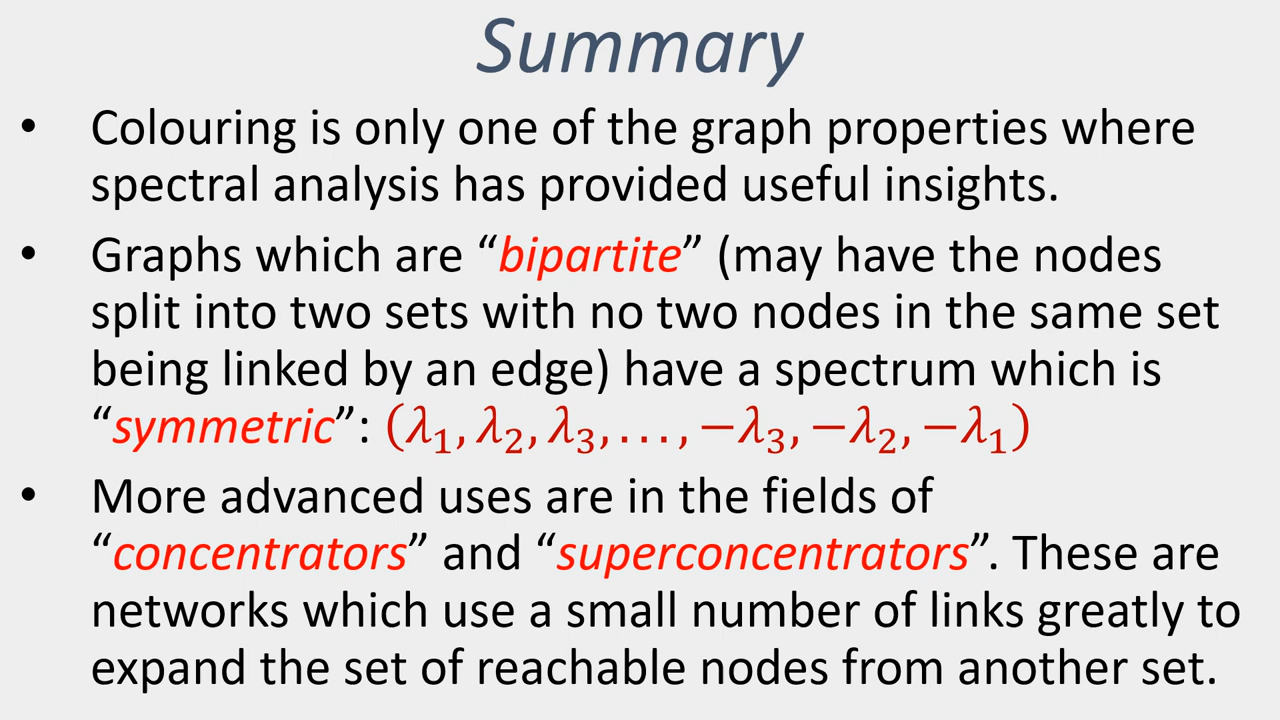 Summary
• Colouring is only one of the graph properties where
spectral analysis has provided useful insights.
• Graphs which are “bipartite” (may have the nodes
split into two sets with no two nodes in the same set
being linked by an edge) have a spectrum which is
“symmetric”: (λ₁, λ₂, λ₃, . . . , −λ₃, −λ₂, −λ₁)
• More advanced uses are in the fields of
“concentrators” and “superconcentrators”. These are
networks which use a small number of links greatly to
expand the set of reachable nodes from another set.